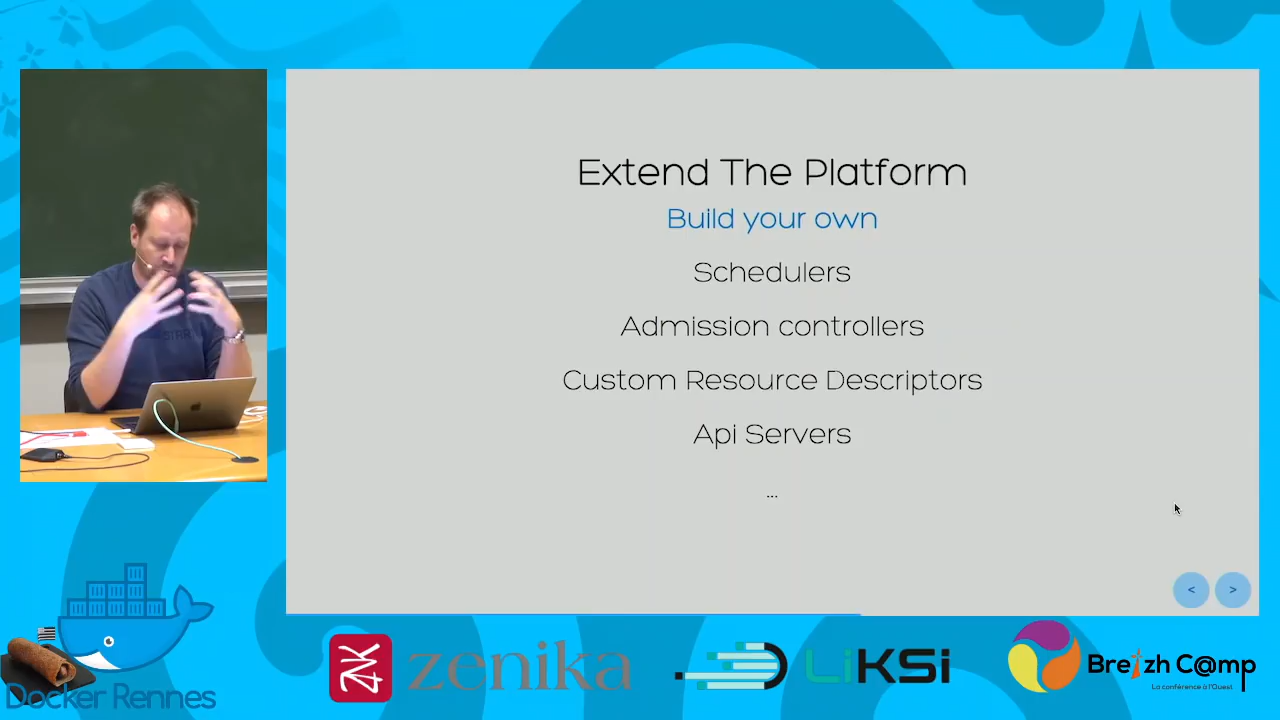 Extend The Platform
Build your own
Schedulers
Admission controllers
Custom Resource Descriptors
Api Servers
...
< >
Docker Rennes
zenika
LiKSi
Breizh C@mp
La conférence à l'Ouest